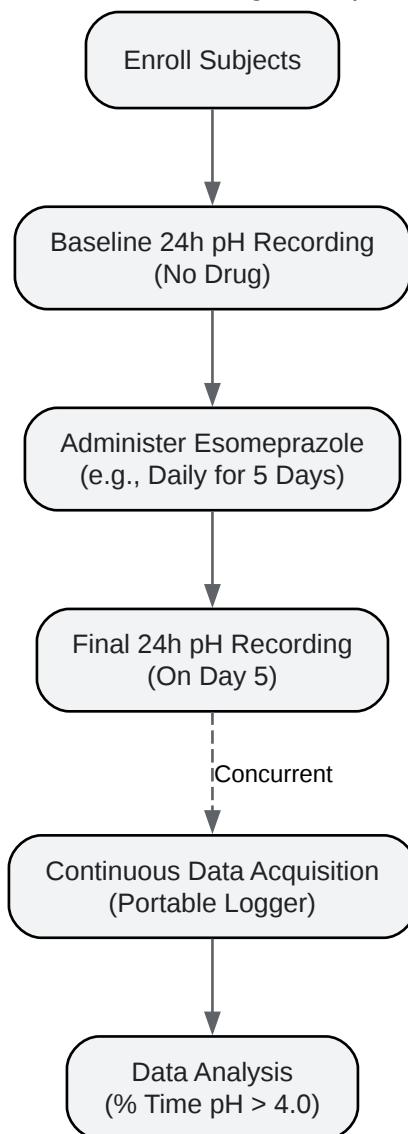 Enroll Subjects
Baseline 24h pH Recording
(No Drug)
Administer Esomeprazole
(e.g., Daily for 5 Days)
Final 24h pH Recording
(On Day 5)
Concurrent
Continuous Data Acquisition
(Portable Logger)
Data Analysis
(% Time pH > 4.0)